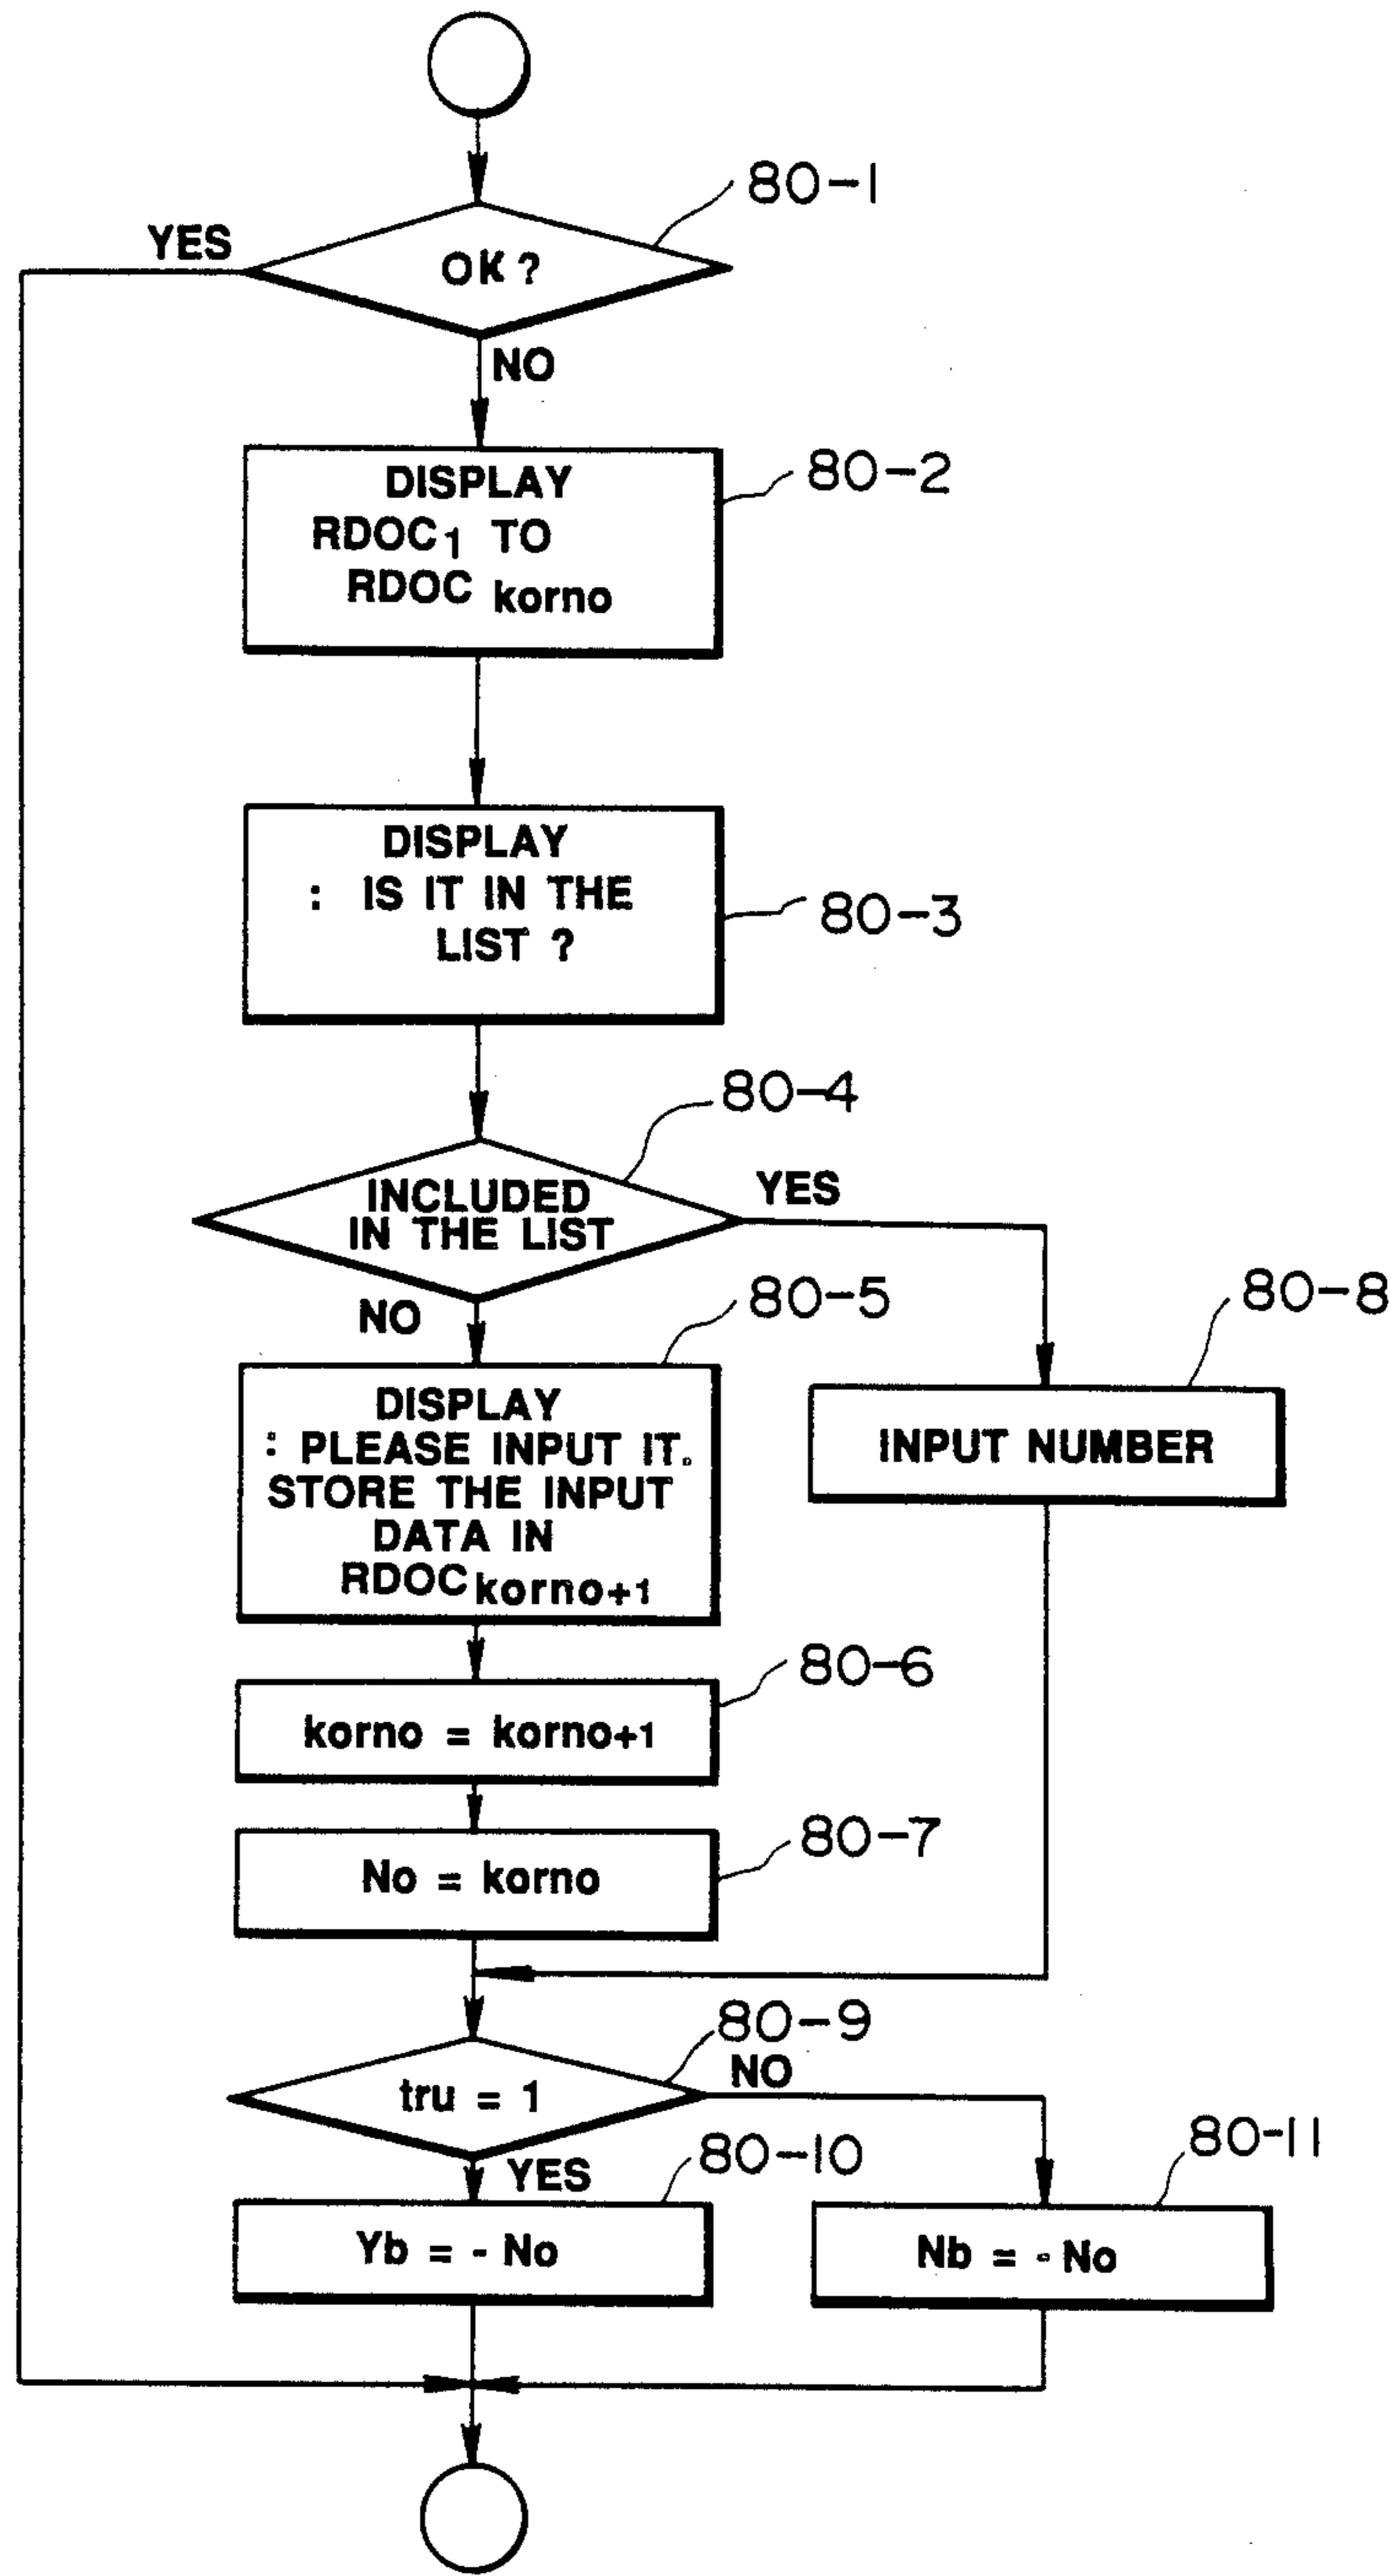 80-1
YES
OK ?
NO
80-2
DISPLAY
RDOC1 TO
RDOC korno
80-3
DISPLAY
: IS IT IN THE
LIST ?
80-4
INCLUDED
IN THE LIST
YES
NO
80-5
80-8
DISPLAY
: PLEASE INPUT IT.
STORE THE INPUT
DATA IN
RDOCkorno+1
INPUT NUMBER
80-6
korno = korno+1
80-7
No = korno
80-9
tru = 1
NO
YES
80-10
80-11
Yb = - No
Nb = - No